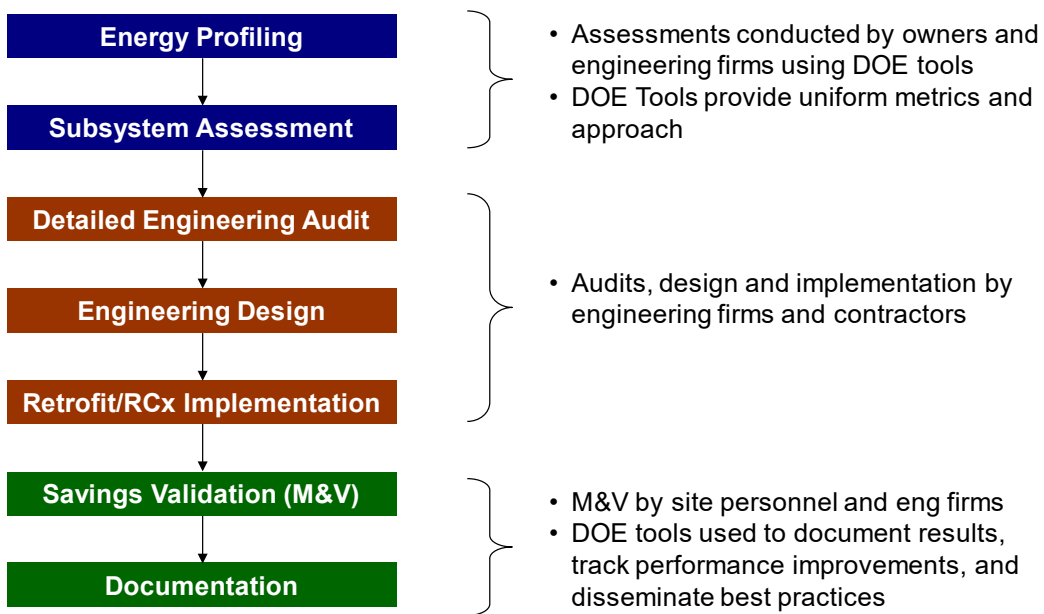 Energy Profiling
Subsystem Assessment
Detailed Engineering Audit
Engineering Design
Retrofit/RCx Implementation
Savings Validation (M&V)
Documentation
• Assessments conducted by owners and
engineering firms using DOE tools
• DOE Tools provide uniform metrics and
approach
• Audits, design and implementation by
engineering firms and contractors
• M&V by site personnel and eng firms
• DOE tools used to document results,
track performance improvements, and
disseminate best practices